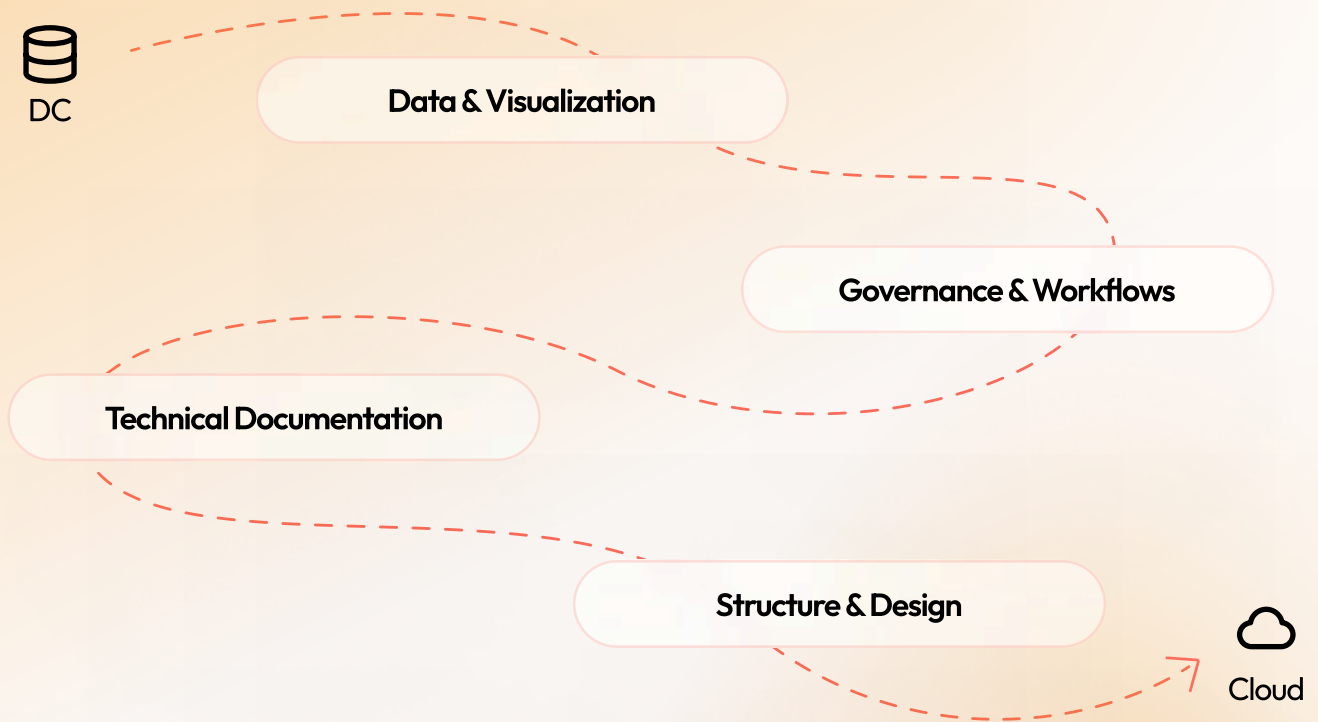 DC
Data & Visualization
Governance & Workflows
Technical Documentation
Structure & Design
Cloud